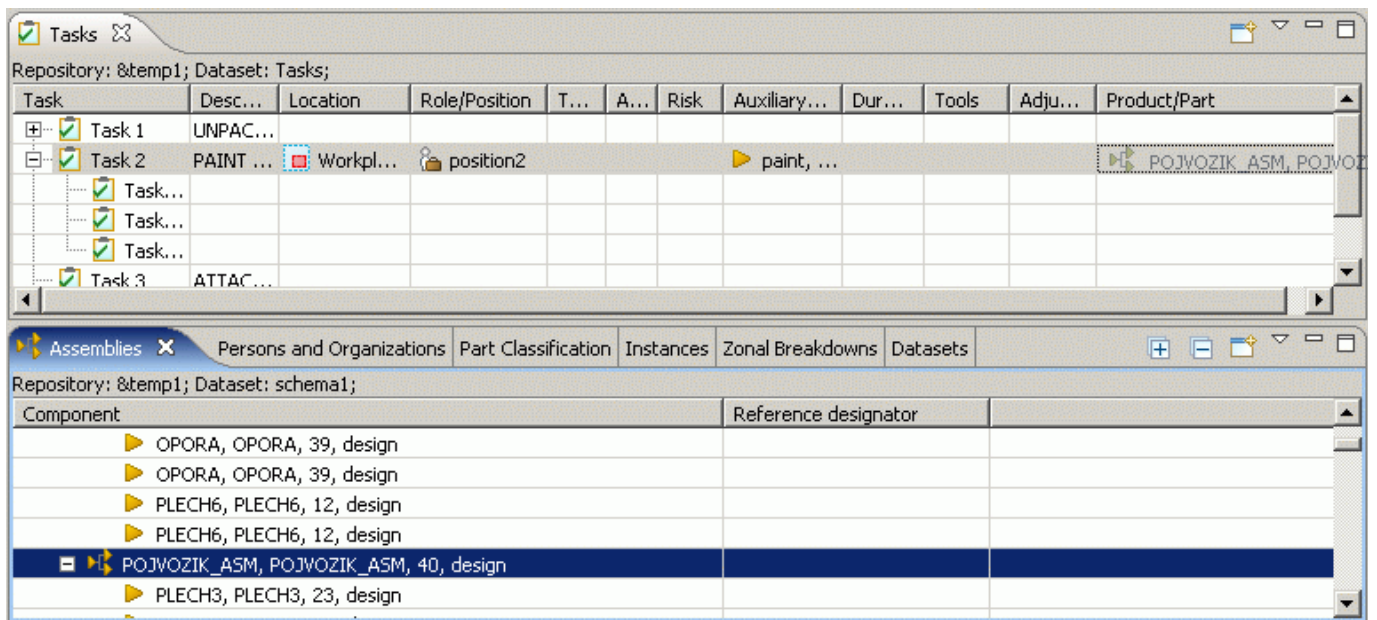 Tasks
Repository: &temp1; Dataset: Tasks;
Task Desc... Location Role/Position T... A... Risk Auxiliary... Dur... Tools Adju... Product/Part
Task 1 UNPAC...
Task 2 PAINT ... Workpl... position2 paint, ... POJVOZIK_ASM, POJVOZ
Task...
Task...
Task...
Task 3 ATTAC...
Assemblies Persons and Organizations Part Classification Instances Zonal Breakdowns Datasets
Repository: &temp1; Dataset: schema1;
Component Reference designator
OPORA, OPORA, 39, design
OPORA, OPORA, 39, design
PLECH6, PLECH6, 12, design
PLECH6, PLECH6, 12, design
POJVOZIK_ASM, POJVOZIK_ASM, 40, design
PLECH3, PLECH3, 23, design